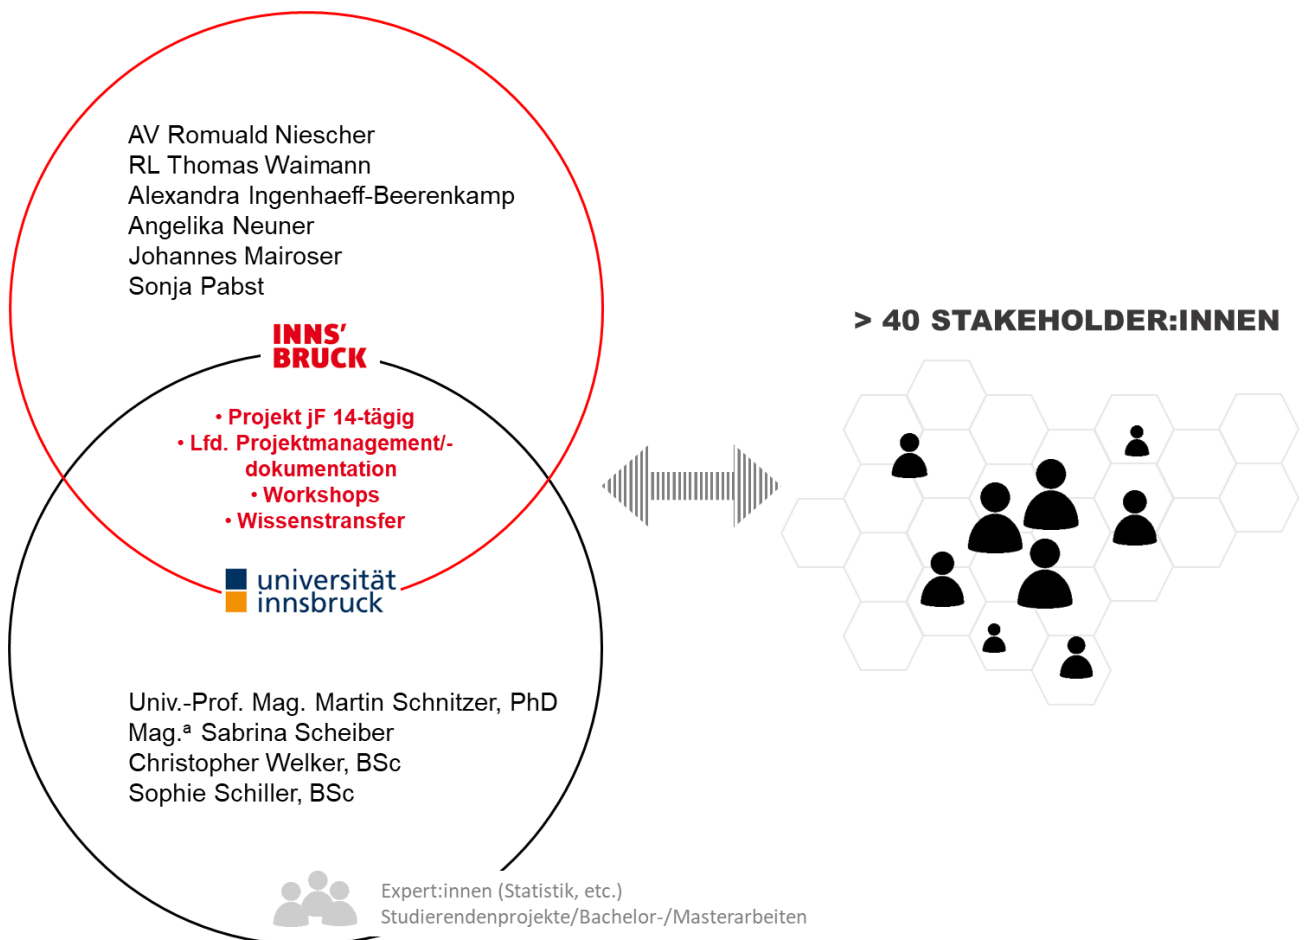 AV Romuald Niescher
RL Thomas Waimann
Alexandra Ingenhaeff-Beerenkamp
Angelika Neuner
Johannes Mairoser
Sonja Pabst
INNS'
BRUCK
• Projekt jF 14-tägig
• Lfd. Projektmanagement/-
dokumentation
• Workshops
• Wissenstransfer
universität
innsbruck
Univ.-Prof. Mag. Martin Schnitzer, PhD
Mag.ª Sabrina Scheiber
Christopher Welker, BSc
Sophie Schiller, BSc
Expert:innen (Statistik, etc.)
Studierendenprojekte/Bachelor-/Masterarbeiten
> 40 STAKEHOLDER:INNEN